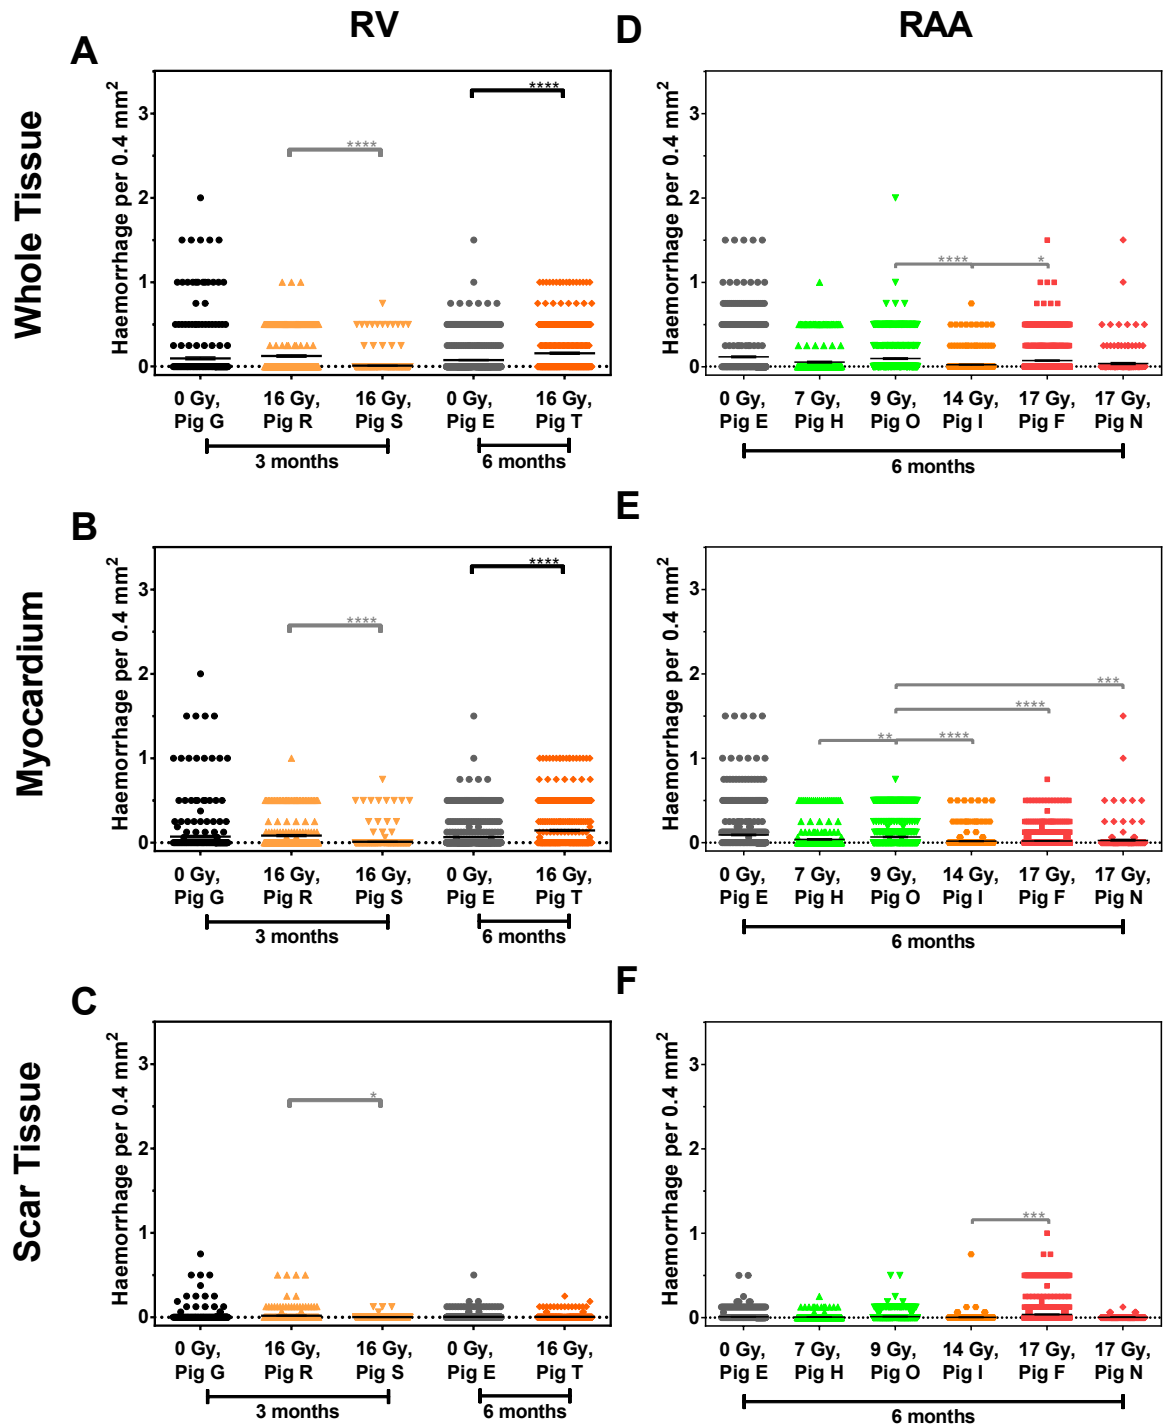 RV
RAA
A
Whole Tissue
Haemorrhage per 0.4 mm²
3
2
1
0
****
****
0 Gy, 16 Gy, 16 Gy, 0 Gy, 16 Gy,
Pig G Pig R Pig S Pig E Pig T
3 months 6 months
D
Haemorrhage per 0.4 mm²
3
2
1
0
**** *
0 Gy, 7 Gy, 9 Gy, 14 Gy, 17 Gy, 17 Gy,
Pig E Pig H Pig O Pig I Pig F Pig N
6 months
B
Myocardium
Haemorrhage per 0.4 mm²
3
2
1
0
****
****
0 Gy, 16 Gy, 16 Gy, 0 Gy, 16 Gy,
Pig G Pig R Pig S Pig E Pig T
3 months 6 months
E
Haemorrhage per 0.4 mm²
3
2
1
0
***
****
** ****
0 Gy, 7 Gy, 9 Gy, 14 Gy, 17 Gy, 17 Gy,
Pig E Pig H Pig O Pig I Pig F Pig N
6 months
C
Scar Tissue
Haemorrhage per 0.4 mm²
3
2
1
0
*
0 Gy, 16 Gy, 16 Gy, 0 Gy, 16 Gy,
Pig G Pig R Pig S Pig E Pig T
3 months 6 months
F
Haemorrhage per 0.4 mm²
3
2
1
0
***
0 Gy, 7 Gy, 9 Gy, 14 Gy, 17 Gy, 17 Gy,
Pig E Pig H Pig O Pig I Pig F Pig N
6 months